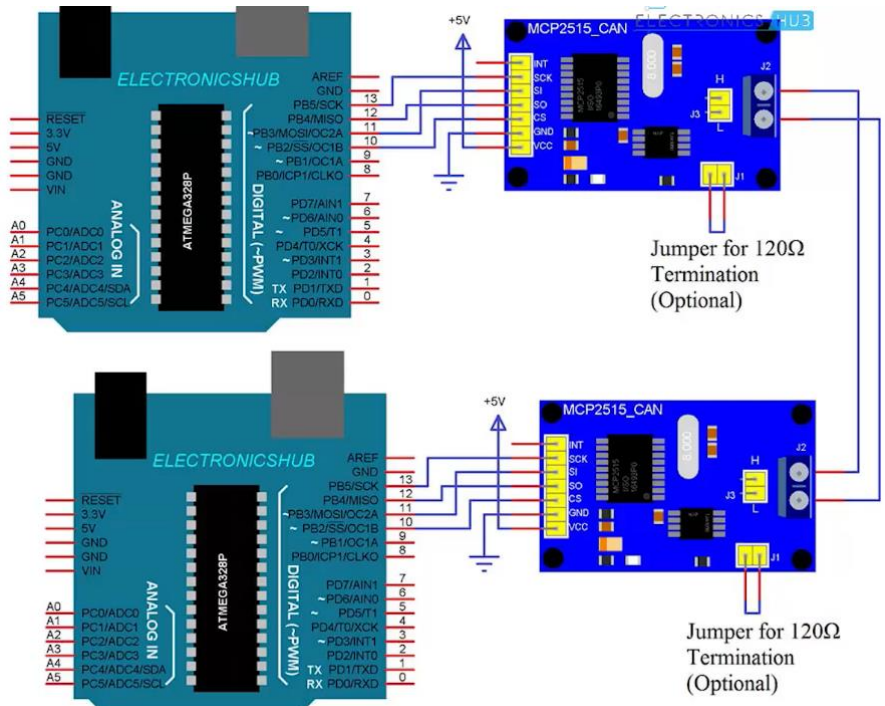 ELECTRONICS HUB
+5V
MCP2515_CAN
ELECTRONICSHUB
AREF
GND
PB5/SCK 13
PB4/MISO 12
~ PB3/MOSI/OC2A 11
~ PB2/SS/OC1B 10
~ PB1/OC1A 9
PB0/ICP1/CLKO 8
PD7/AIN1 7
~ PD6/AIN0 6
~ PD5/T1 5
PD4/T0/XCK 4
~ PD3/INT1 3
PD2/INT0 2
TX PD1/TXD 1
RX PD0/RXD 0
RESET
3.3V
5V
GND
GND
VIN
A0 PC0/ADC0
A1 PC1/ADC1
A2 PC2/ADC2
A3 PC3/ADC3
A4 PC4/ADC4/SDA
A5 PC5/ADC5/SCL
ANALOG IN
ATMEGA328P
DIGITAL (~PWM)
INT
SCK
SI
SO
CS
GND
VCC
MCP2515
8.000
H
J3
L
J2
J1
Jumper for 120Ω
Termination
(Optional)
+5V
MCP2515_CAN
ELECTRONICSHUB
AREF
GND
PB5/SCK 13
PB4/MISO 12
~ PB3/MOSI/OC2A 11
~ PB2/SS/OC1B 10
~ PB1/OC1A 9
PB0/ICP1/CLKO 8
PD7/AIN1 7
~ PD6/AIN0 6
~ PD5/T1 5
PD4/T0/XCK 4
~ PD3/INT1 3
PD2/INT0 2
TX PD1/TXD 1
RX PD0/RXD 0
RESET
3.3V
5V
GND
GND
VIN
A0 PC0/ADC0
A1 PC1/ADC1
A2 PC2/ADC2
A3 PC3/ADC3
A4 PC4/ADC4/SDA
A5 PC5/ADC5/SCL
ANALOG IN
ATMEGA328P
DIGITAL (~PWM)
INT
SCK
SI
SO
CS
GND
VCC
MCP2515
8.000
H
J3
L
J2
J1
Jumper for 120Ω
Termination
(Optional)